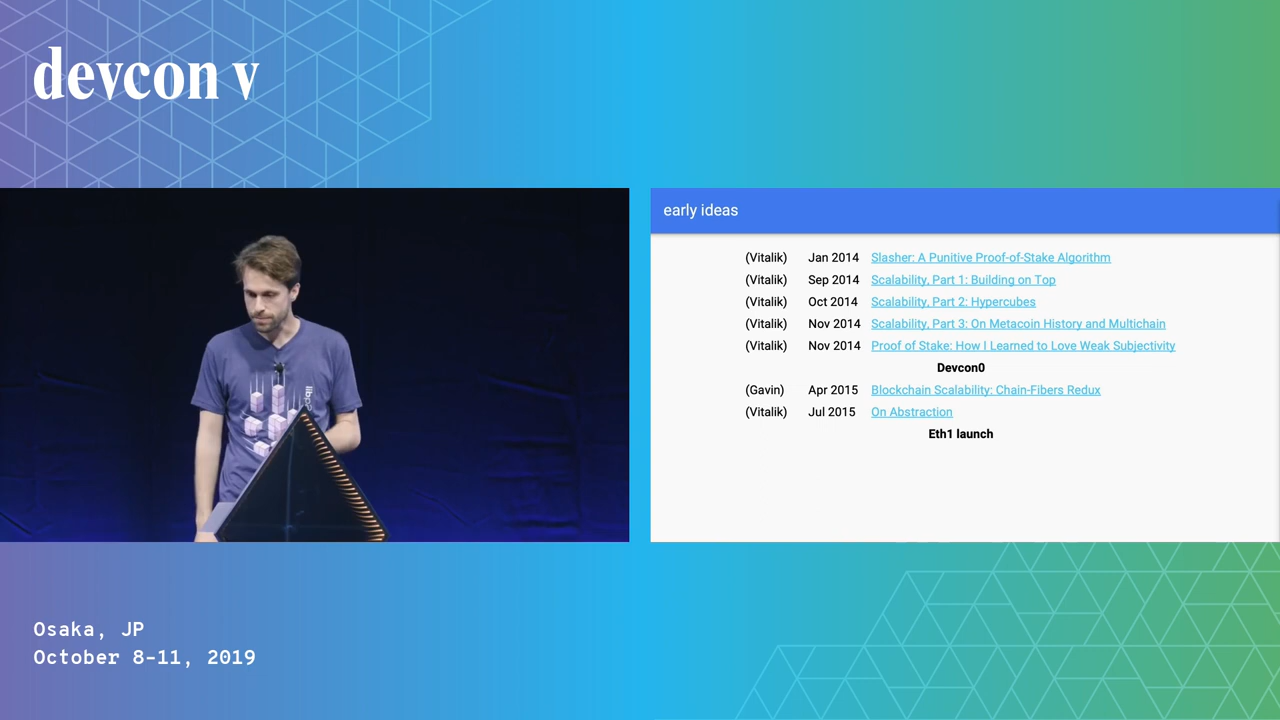 devcon v
early ideas
(Vitalik) Jan 2014 Slasher: A Punitive Proof-of-Stake Algorithm
(Vitalik) Sep 2014 Scalability, Part 1: Building on Top
(Vitalik) Oct 2014 Scalability, Part 2: Hypercubes
(Vitalik) Nov 2014 Scalability, Part 3: On Metacoin History and Multichain
(Vitalik) Nov 2014 Proof of Stake: How I Learned to Love Weak Subjectivity
Devcon0
(Gavin) Apr 2015 Blockchain Scalability: Chain-Fibers Redux
(Vitalik) Jul 2015 On Abstraction
Eth1 launch
Osaka, JP
October 8-11, 2019